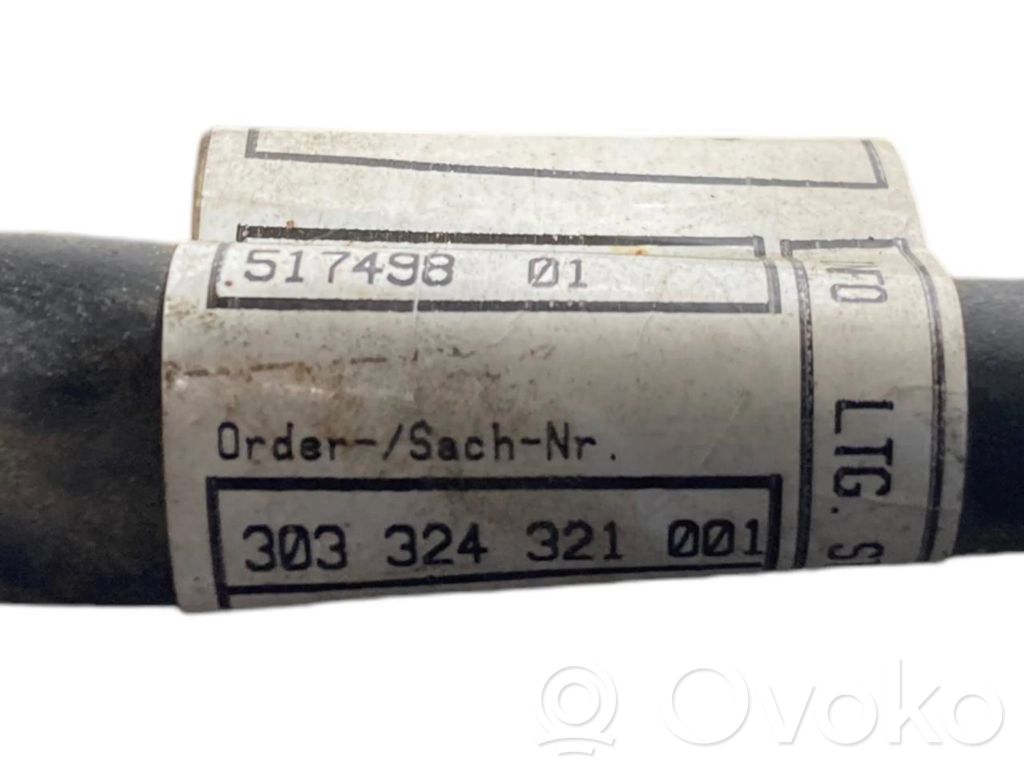 517498 01
Order-/Sach-Nr.
303 324 321 001
LTG.
Ovoko